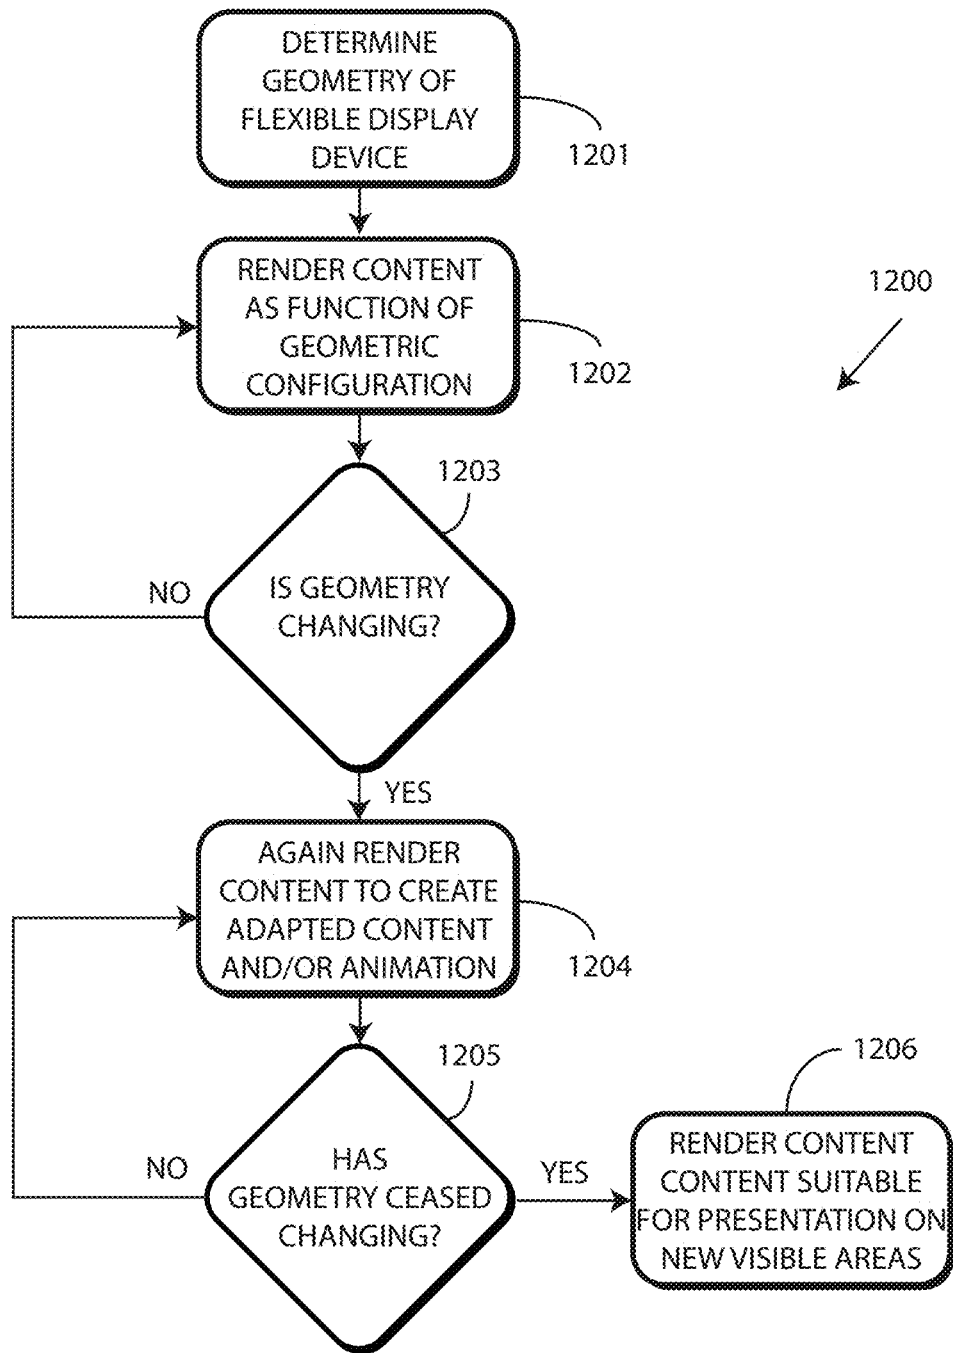 DETERMINE
GEOMETRY OF
FLEXIBLE DISPLAY
DEVICE
1201
RENDER CONTENT
AS FUNCTION OF
GEOMETRIC
CONFIGURATION
1202
1200
1203
IS GEOMETRY
CHANGING?
NO
YES
AGAIN RENDER
CONTENT TO CREATE
ADAPTED CONTENT
AND/OR ANIMATION
1204
1205
HAS
GEOMETRY CEASED
CHANGING?
NO
YES
1206
RENDER CONTENT
CONTENT SUITABLE
FOR PRESENTATION ON
NEW VISIBLE AREAS